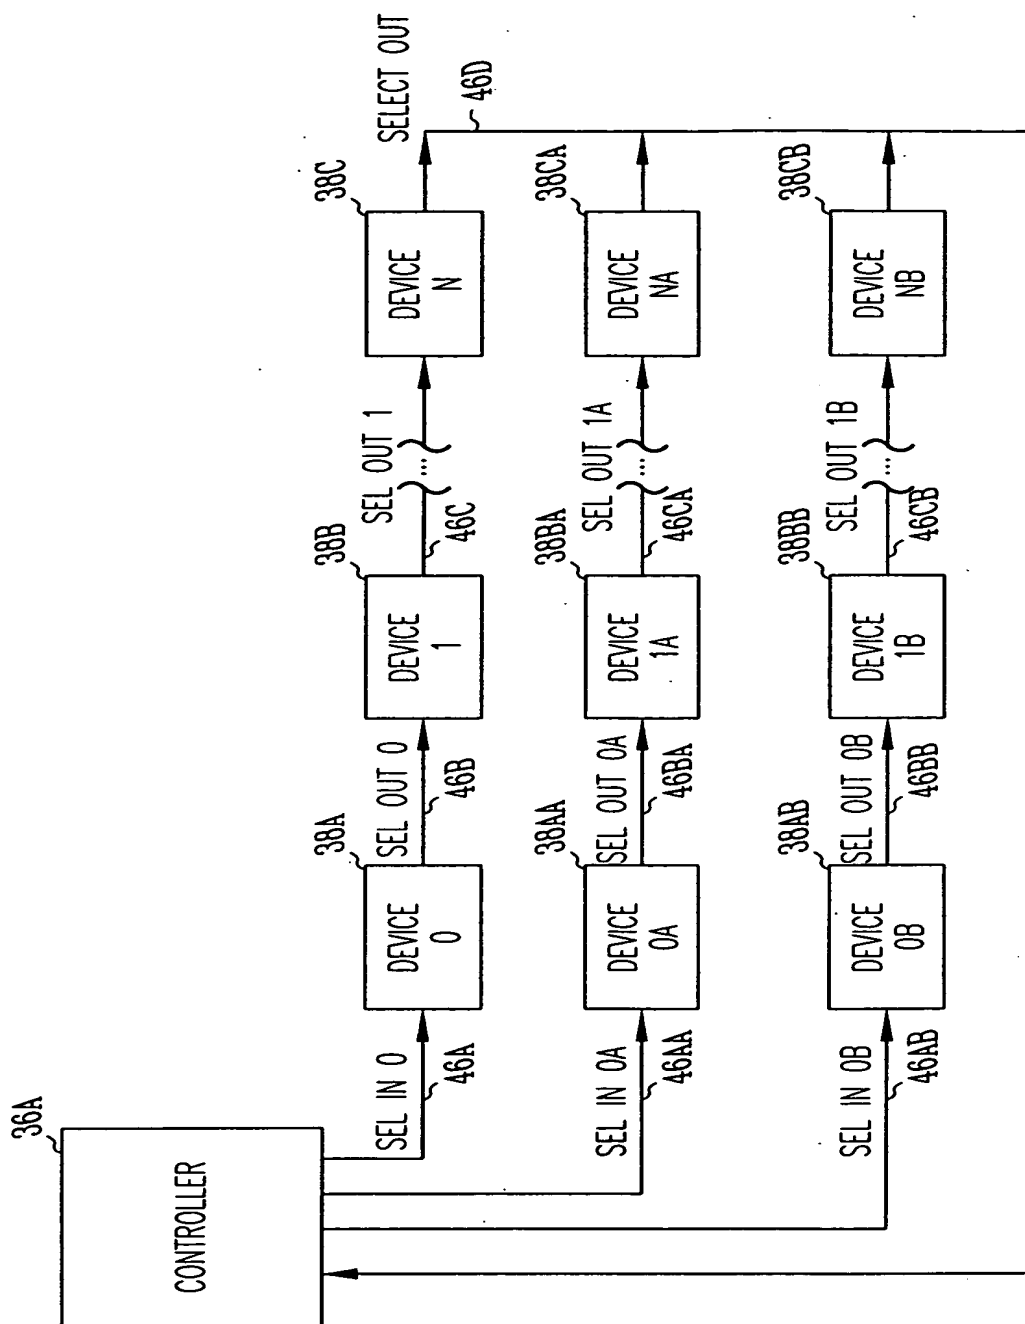 36A
CONTROLLER
SEL IN 0
46A
38A
DEVICE
0
SEL OUT 0
46B
38B
DEVICE
1
SEL OUT 1
...
46C
38C
DEVICE
N
SELECT OUT
46D
SEL IN 0A
46AA
38AA
DEVICE
0A
SEL OUT 0A
46BA
38BA
DEVICE
1A
SEL OUT 1A
...
46CA
38CA
DEVICE
NA
SEL IN 0B
46AB
38AB
DEVICE
0B
SEL OUT 0B
46BB
38BB
DEVICE
1B
SEL OUT 1B
...
46CB
38CB
DEVICE
NB